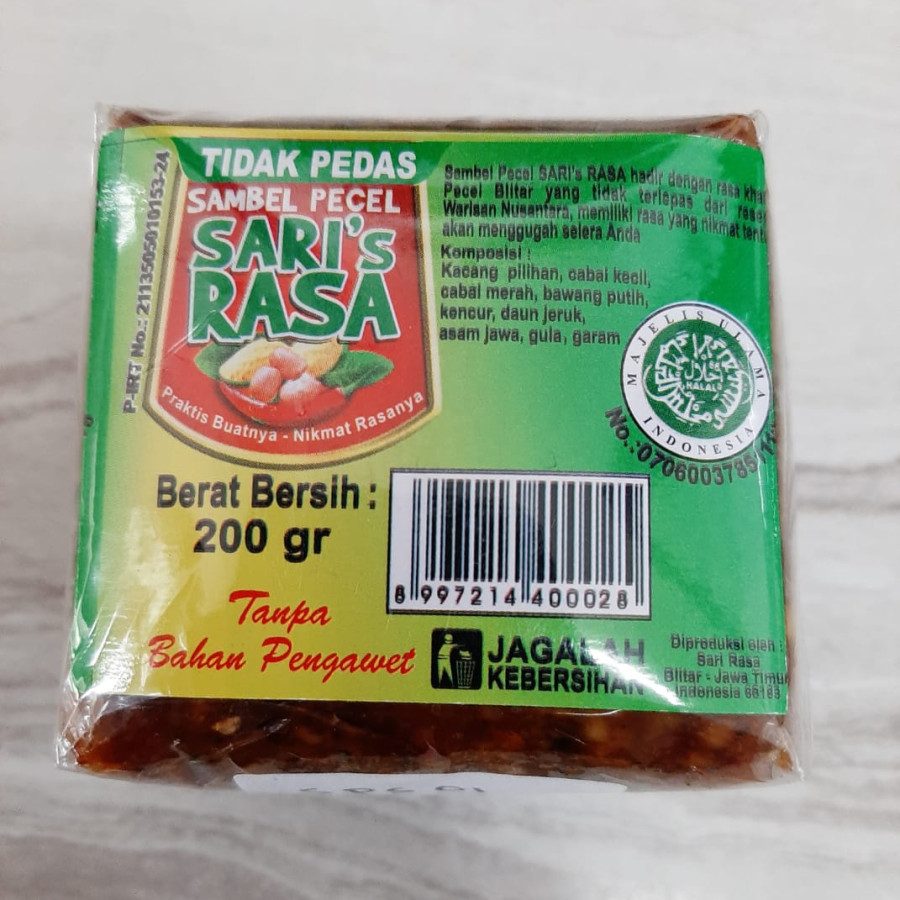 TIDAK PEDAS
SAMBEL PECEL
SARI's
RASA
Praktis Buatnya - Nikmat Rasanya
P-IRT No.: 2113505010153-24
Sambel Pecel SARI's RASA hadir dengan rasa
Pecel Blitar yang tidak terlepas dari
Warisan Nusantara, memiliki rasa yang nikmat
akan menggugah selera Anda
Komposisi :
Kacang pilihan, cabai kecil,
cabai merah, bawang putih,
kencur, daun jeruk,
asam jawa, gula, garam
MAJELIS ULAMA
حلال
HALAL
INDONESIA
No.:0706003785
Berat Bersih :
200 gr
8 997214 400028
Tanpa
Bahan Pengawet
JAGALAH
KEBERSIHAN
Diproduksi oleh :
Sari Rasa
Blitar - Jawa Timur
Indonesia